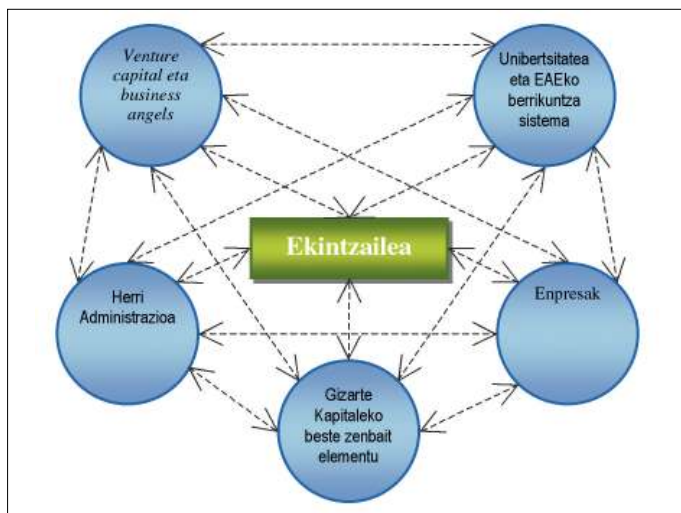 Venture
capital eta
business
angels
Unibertsitatea
eta EAEko
berrikuntza
sistema
Ekintzailea
Herri
Administrazioa
Enpresak
Gizarte
Kapitaleko
beste zenbait
elementu